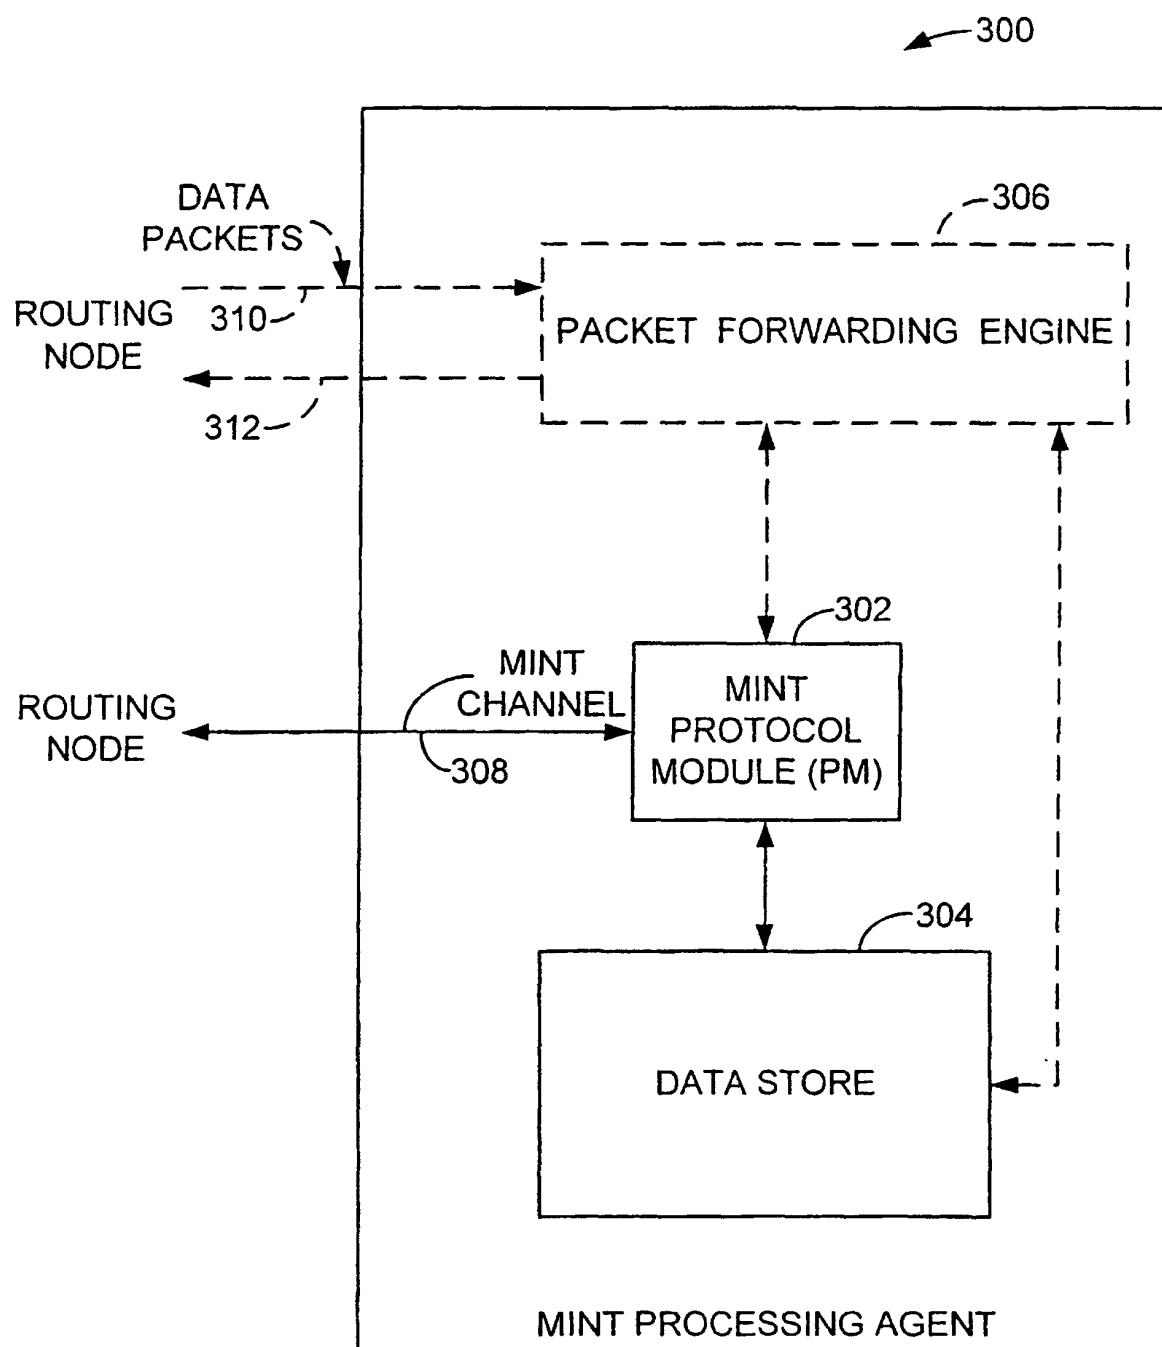 300
DATA
PACKETS
306
310
ROUTING
NODE
PACKET FORWARDING ENGINE
312
302
MINT
CHANNEL
MINT
PROTOCOL
MODULE (PM)
ROUTING
NODE
308
304
DATA STORE
MINT PROCESSING AGENT